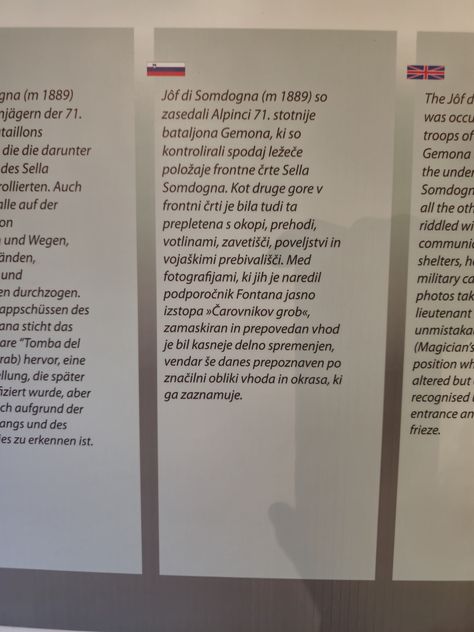 gna (m 1889)
njägern der 71.
taillons
die die darunter
des Sella
rollierten. Auch
alle auf der
on
und Wegen,
änden,
und
en durchzogen.
appschüssen des
ana sticht das
are “Tomba del
rab) hervor, eine
llung, die später
fiziert wurde, aber
ch aufgrund der
angs und des
es zu erkennen ist.
Jôf di Somdogna (m 1889) so
zasedali Alpinci 71. stotnije
bataljona Gemona, ki so
kontrolirali spodaj ležeče
položaje frontne črte Sella
Somdogna. Kot druge gore v
frontni črti je bila tudi ta
prepletena s okopi, prehodi,
votlinami, zavetišči, poveljstvi in
vojaškimi prebivališči. Med
fotografijami, ki jih je naredil
podporočnik Fontana jasno
izstopa »Čarovnikov grob«,
zamaskiran in prepovedan vhod
je bil kasneje delno spremenjen,
vendar še danes prepoznaven po
značilni obliki vhoda in okrasa, ki
ga zaznamuje.
The Jôf d
was occu
troops of
Gemona
the under
Somdogn
all the oth
riddled wi
communic
shelters, h
military ca
photos tak
lieutenant
unmistaka
(Magician's
position wh
altered but
recognised
entrance an
frieze.